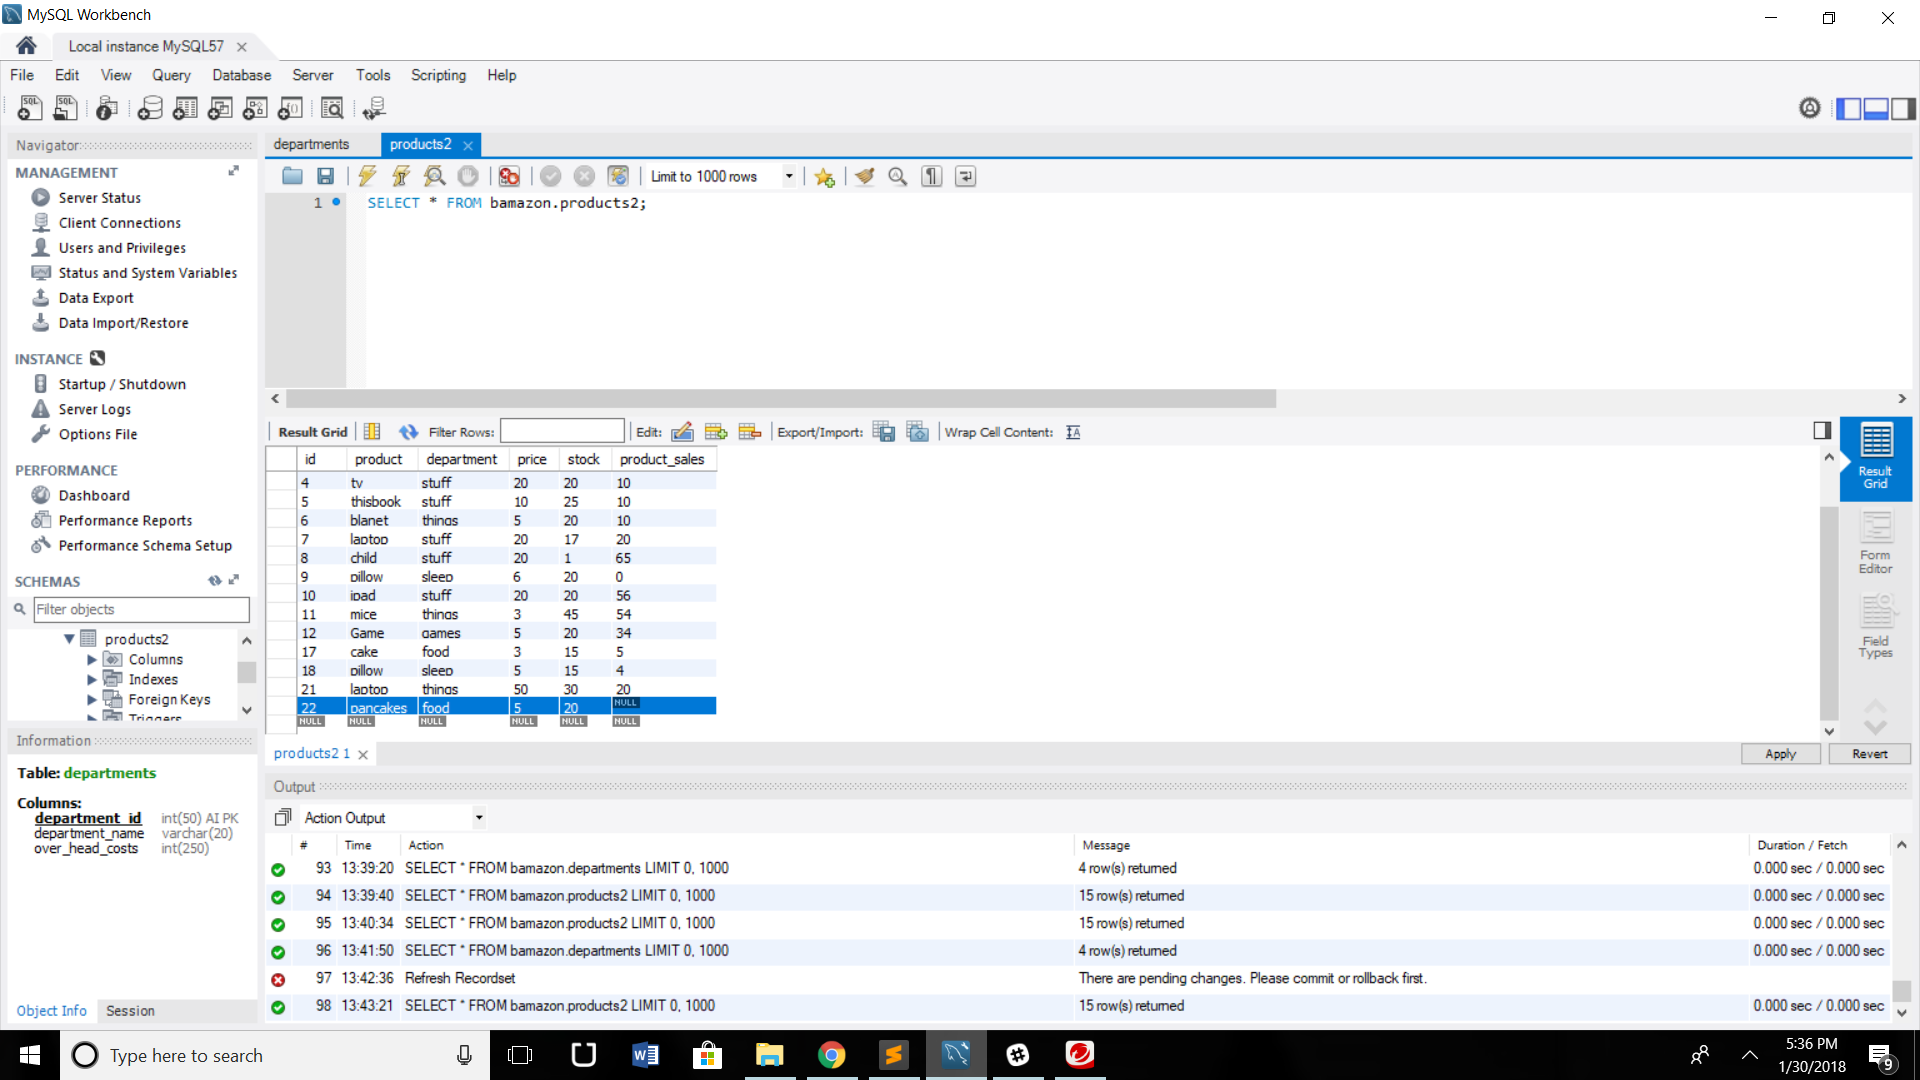 MySQL Workbench
Local instance MySQL57
File Edit View Query Database Server Tools Scripting Help
Navigator
MANAGEMENT
Server Status
Client Connections
Users and Privileges
Status and System Variables
Data Export
Data Import/Restore
INSTANCE
Startup / Shutdown
Server Logs
Options File
PERFORMANCE
Dashboard
Performance Reports
Performance Schema Setup
SCHEMAS
Filter objects
products2
Columns
Indexes
Foreign Keys
Triggers
Information
Table: departments
Columns:
department_id int(50) AI PK
department_name varchar(20)
over_head_costs int(250)
Object Info Session
departments products2
Limit to 1000 rows
1 SELECT * FROM bamazon.products2;
Result Grid Filter Rows: Edit: Export/Import: Wrap Cell Content:
id product department price stock product_sales
4 tv stuff 20 20 10
5 thisbook stuff 10 25 10
6 blanet things 5 20 10
7 laptop stuff 20 17 20
8 child stuff 20 1 65
9 pillow sleep 6 20 0
10 ipad stuff 20 20 56
11 mice things 3 45 54
12 Game games 5 20 34
17 cake food 3 15 5
18 pillow sleep 5 15 4
21 laptop things 50 30 20
22 pancakes food 5 20 NULL
NULL NULL NULL NULL NULL NULL
Result
Grid
Form
Editor
Field
Types
products2 1
Apply Revert
Output
Action Output
# Time Action Message Duration / Fetch
93 13:39:20 SELECT * FROM bamazon.departments LIMIT 0, 1000 4 row(s) returned 0.000 sec / 0.000 sec
94 13:39:40 SELECT * FROM bamazon.products2 LIMIT 0, 1000 15 row(s) returned 0.000 sec / 0.000 sec
95 13:40:34 SELECT * FROM bamazon.products2 LIMIT 0, 1000 15 row(s) returned 0.000 sec / 0.000 sec
96 13:41:50 SELECT * FROM bamazon.departments LIMIT 0, 1000 4 row(s) returned 0.000 sec / 0.000 sec
97 13:42:36 Refresh Recordset There are pending changes. Please commit or rollback first.
98 13:43:21 SELECT * FROM bamazon.products2 LIMIT 0, 1000 15 row(s) returned 0.000 sec / 0.000 sec
Type here to search
5:36 PM
1/30/2018
9